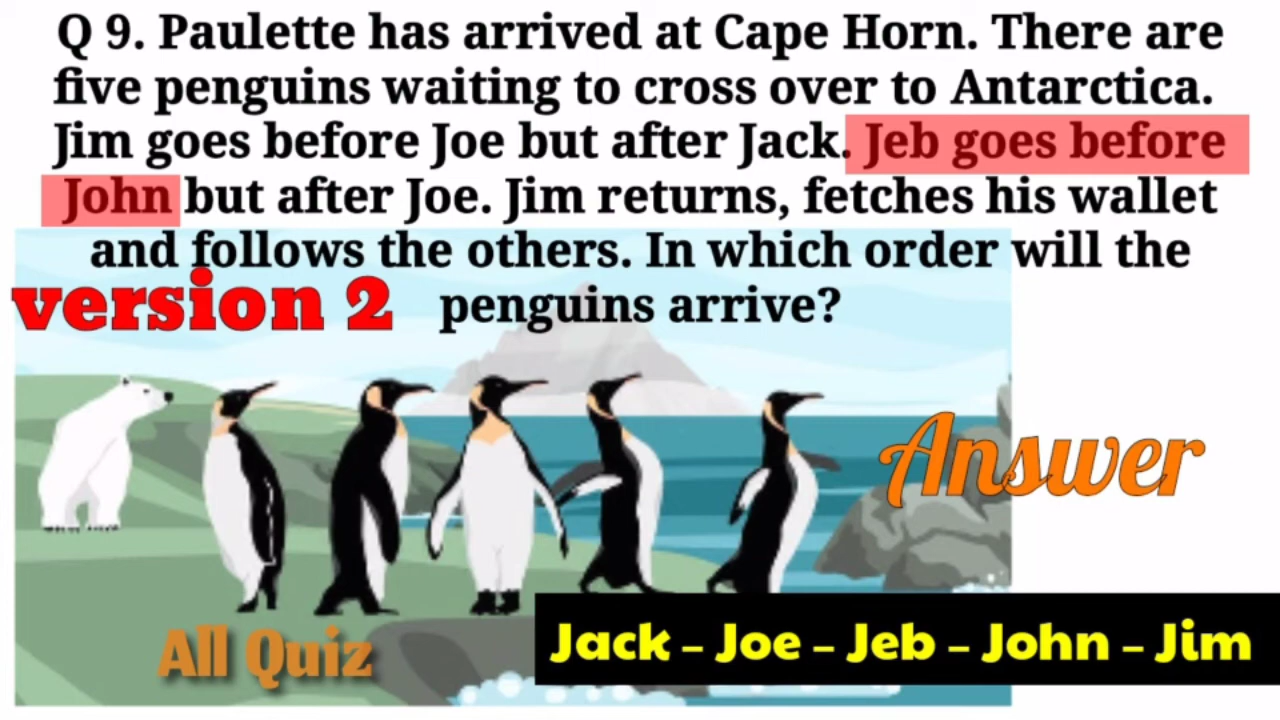 Q 9. Paulette has arrived at Cape Horn. There are
five penguins waiting to cross over to Antarctica.
Jim goes before Joe but after Jack. Jeb goes before
John but after Joe. Jim returns, fetches his wallet
and follows the others. In which order will the
version 2
penguins arrive?
Answer
All Quiz
Jack – Joe – Jeb – John – Jim